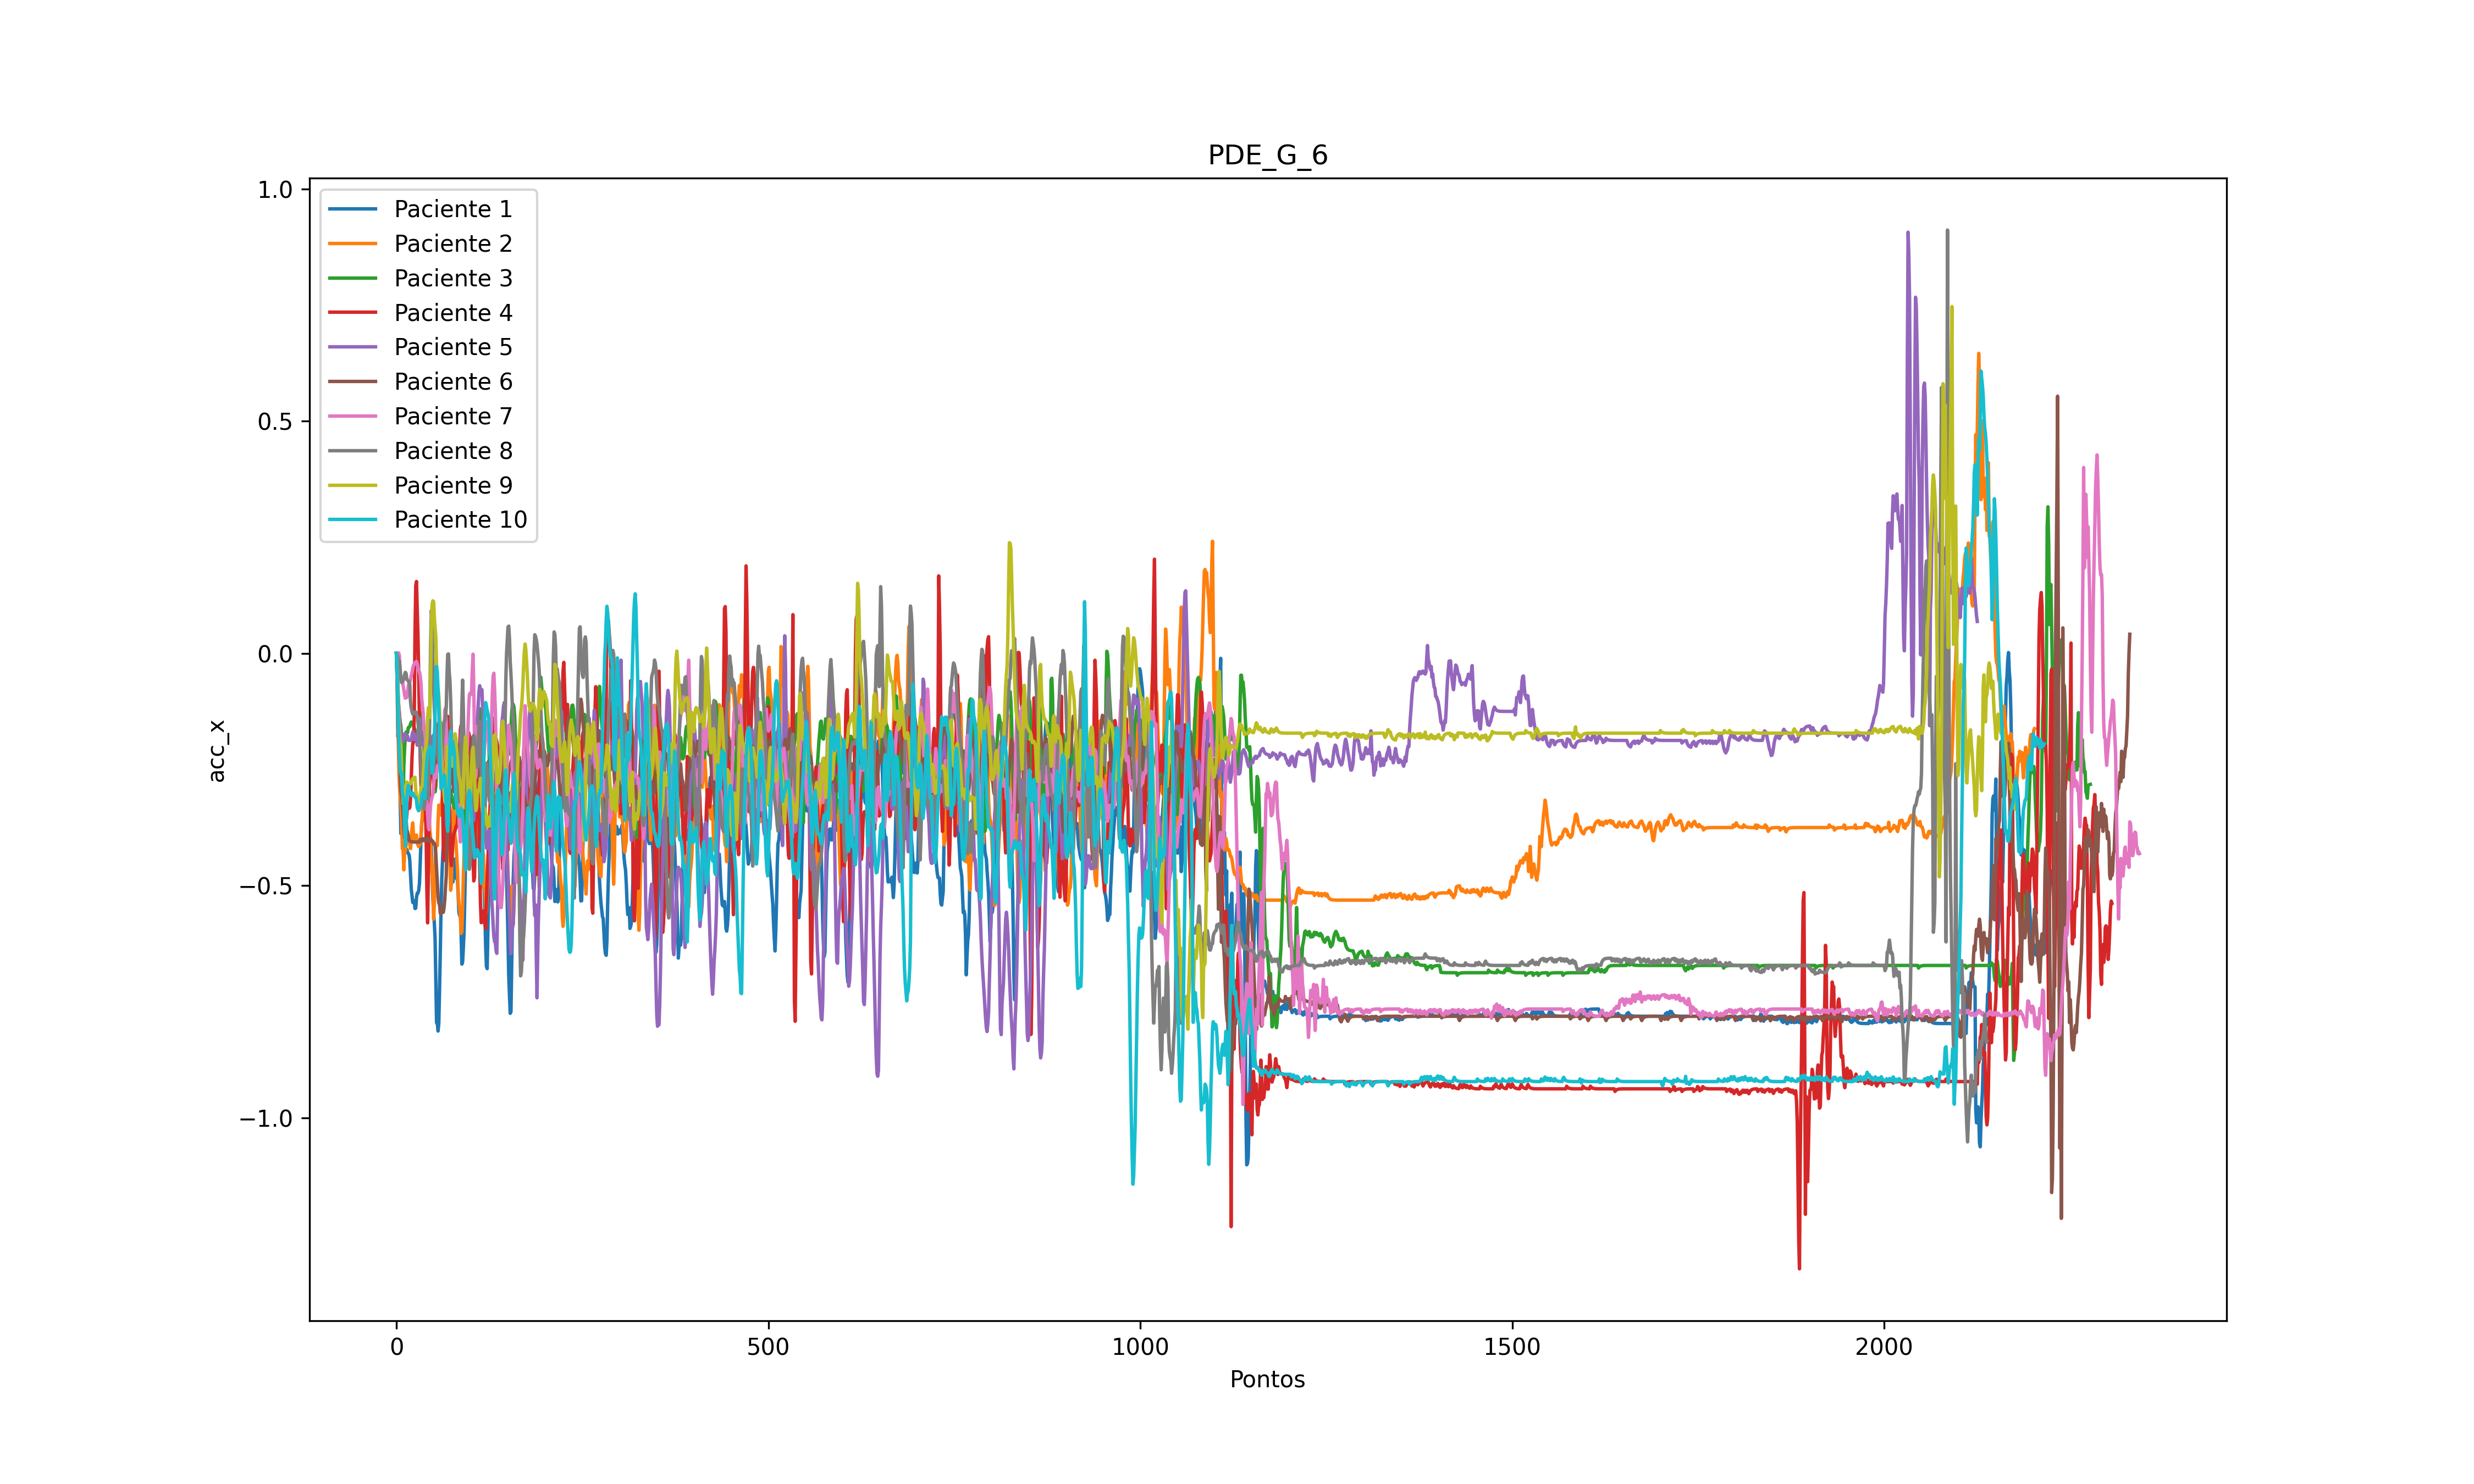 PDE_G_6
1.0
0.5
0.0
−0.5
−1.0
acc_x
Paciente 1
Paciente 2
Paciente 3
Paciente 4
Paciente 5
Paciente 6
Paciente 7
Paciente 8
Paciente 9
Paciente 10
0 500 1000 1500 2000
Pontos